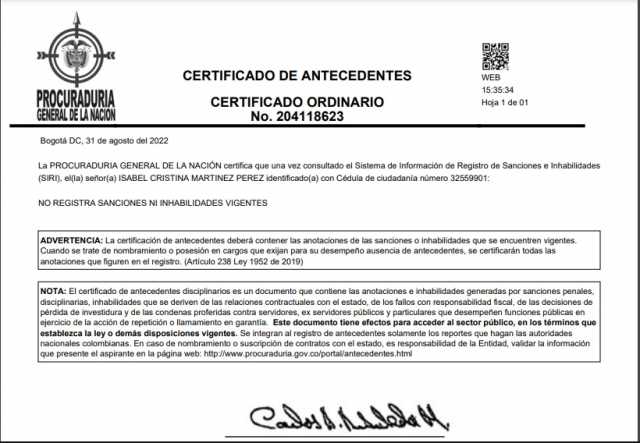 PROCURADURIA
GENERAL DE LA NACION
CERTIFICADO DE ANTECEDENTES
CERTIFICADO ORDINARIO
No. 204118623
WEB
15:35:34
Hoja 1 de 01
Bogotá DC, 31 de agosto del 2022
La PROCURADURIA GENERAL DE LA NACIÓN certifica que una vez consultado el Sistema de Información de Registro de Sanciones e Inhabilidades
(SIRI), el(la) señor(a) ISABEL CRISTINA MARTINEZ PEREZ identificado(a) con Cédula de ciudadanía número 32559901:
NO REGISTRA SANCIONES NI INHABILIDADES VIGENTES
ADVERTENCIA: La certificación de antecedentes deberá contener las anotaciones de las sanciones o inhabilidades que se encuentren vigentes.
Cuando se trate de nombramiento o posesión en cargos que exijan para su desempeño ausencia de antecedentes, se certificarán todas las
anotaciones que figuren en el registro. (Artículo 238 Ley 1952 de 2019)
NOTA: El certificado de antecedentes disciplinarios es un documento que contiene las anotaciones e inhabilidades generadas por sanciones penales,
disciplinarias, inhabilidades que se deriven de las relaciones contractuales con el estado, de los fallos con responsabilidad fiscal, de las decisiones de
pérdida de investidura y de las condenas proferidas contra servidores, ex servidores públicos y particulares que desempeñen funciones públicas en
ejercicio de la acción de repetición o llamamiento en garantía. Este documento tiene efectos para acceder al sector público, en los términos que
establezca la ley o demás disposiciones vigentes. Se integran al registro de antecedentes solamente los reportes que hagan las autoridades
nacionales colombianas. En caso de nombramiento o suscripción de contratos con el estado, es responsabilidad de la Entidad, validar la información
que presente el aspirante en la página web: http://www.procuraduria.gov.co/portal/antecedentes.html